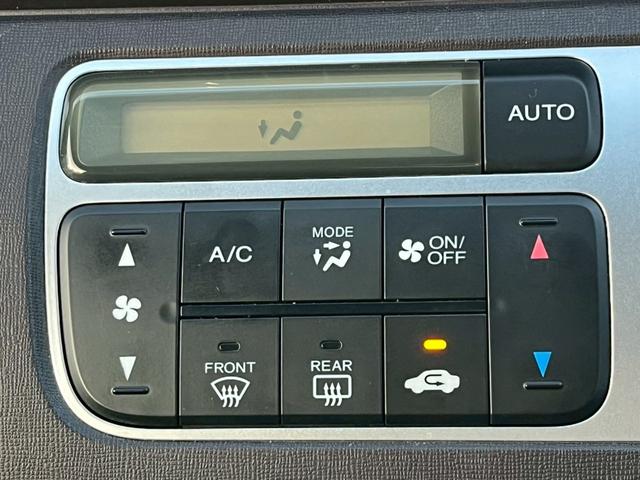 AUTO
A/C
MODE
ON/
OFF
FRONT
REAR